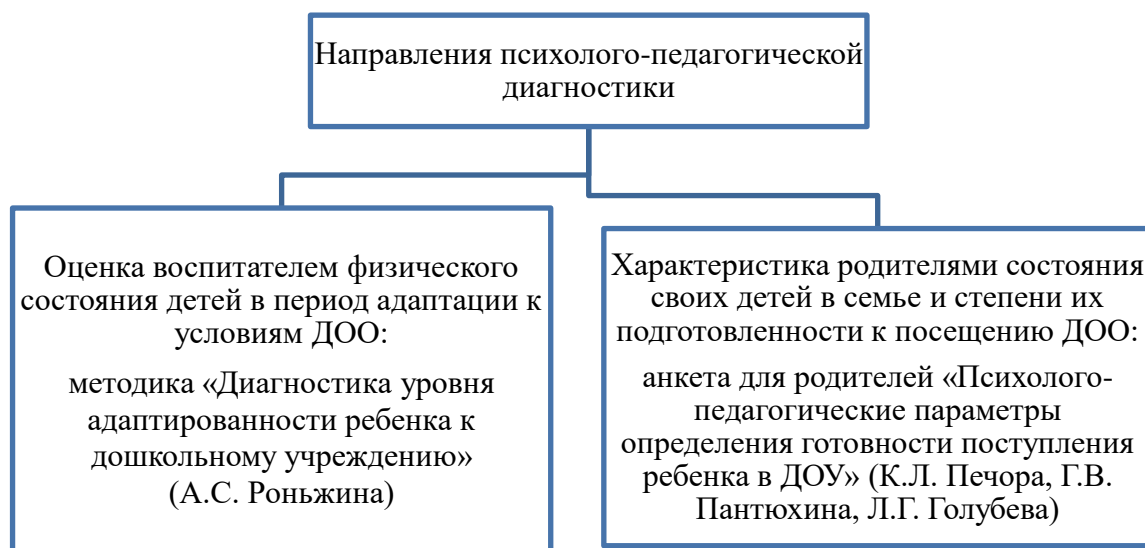 Направления психолого-педагогической
диагностики
Оценка воспитателем физического
состояния детей в период адаптации к
условиям ДОО:
методика «Диагностика уровня
адаптированности ребенка к
дошкольному учреждению»
(А.С. Роньжина)
Характеристика родителями состояния
своих детей в семье и степени их
подготовленности к посещению ДОО:
анкета для родителей «Психолого-
педагогические параметры
определения готовности поступления
ребенка в ДОУ» (К.Л. Печора, Г.В.
Пантюхина, Л.Г. Голубева)